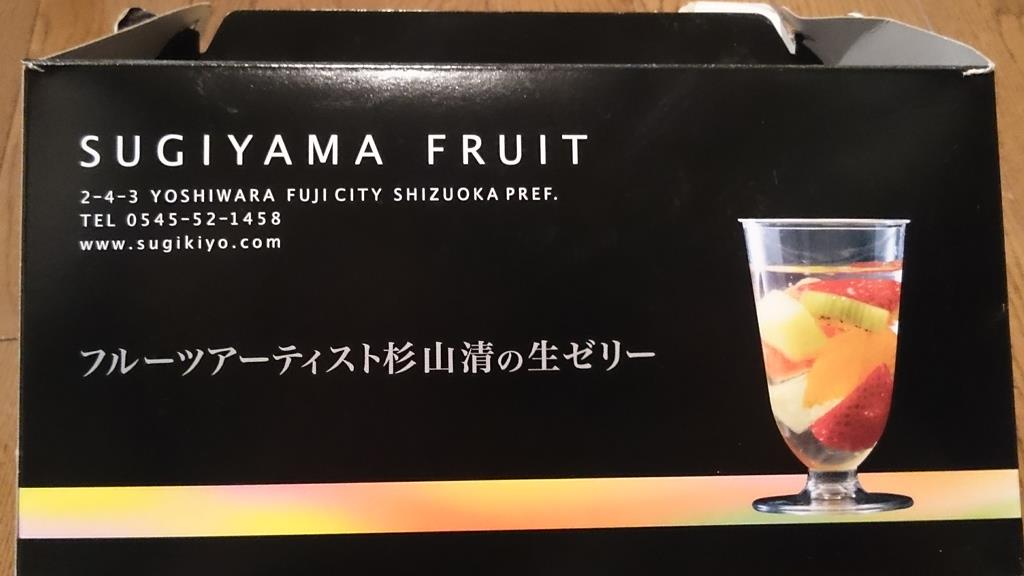 SUGIYAMA FRUIT
2-4-3 YOSHIWARA FUJI CITY SHIZUOKA PREF.
TEL 0545-52-1458
www.sugikiyo.com
フルーツアーティスト杉山清の生ゼリー